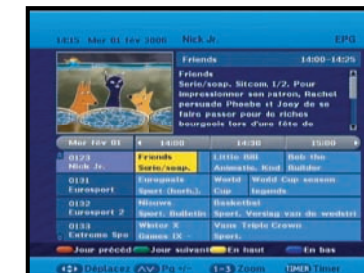 14:15 Mer 01 fév 2006 Nick Jr. EPG
Friends 14:00-14:25
Friends
Serie/soap. Sitcom. 1/2. Pour
impressionner son patron, Rachel
persuade Phoebe et Joey de se
faire passer pour de riches
bourgeois lors d'une fête de
Mer fév 01 14:00 14:30 15:00
0123 Friends Little Bill Bob the
Nick Jr. Serie/soap. Animatie. Kind Builder
0131 Eurogoals World World Cup season
Eurosport Sport (herh.). Cup legends
0132 Nieuws Basketbal
Eurosport 2 Sport. Bulletin Sport. Verslag van de wedstri
0133 Winter X Vans Triple Crown
Extreme Spo Games IX - Sport.
Jour précéd Jour suivant En haut En bas
Déplacez Pg +/- 1-3 Zoom TIMER Timer